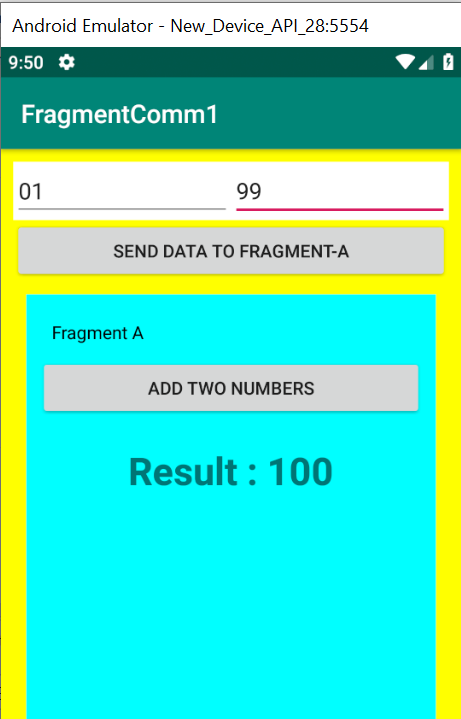 Android Emulator - New_Device_API_28:5554
9:50
FragmentComm1
01 99
SEND DATA TO FRAGMENT-A
Fragment A
ADD TWO NUMBERS
Result : 100